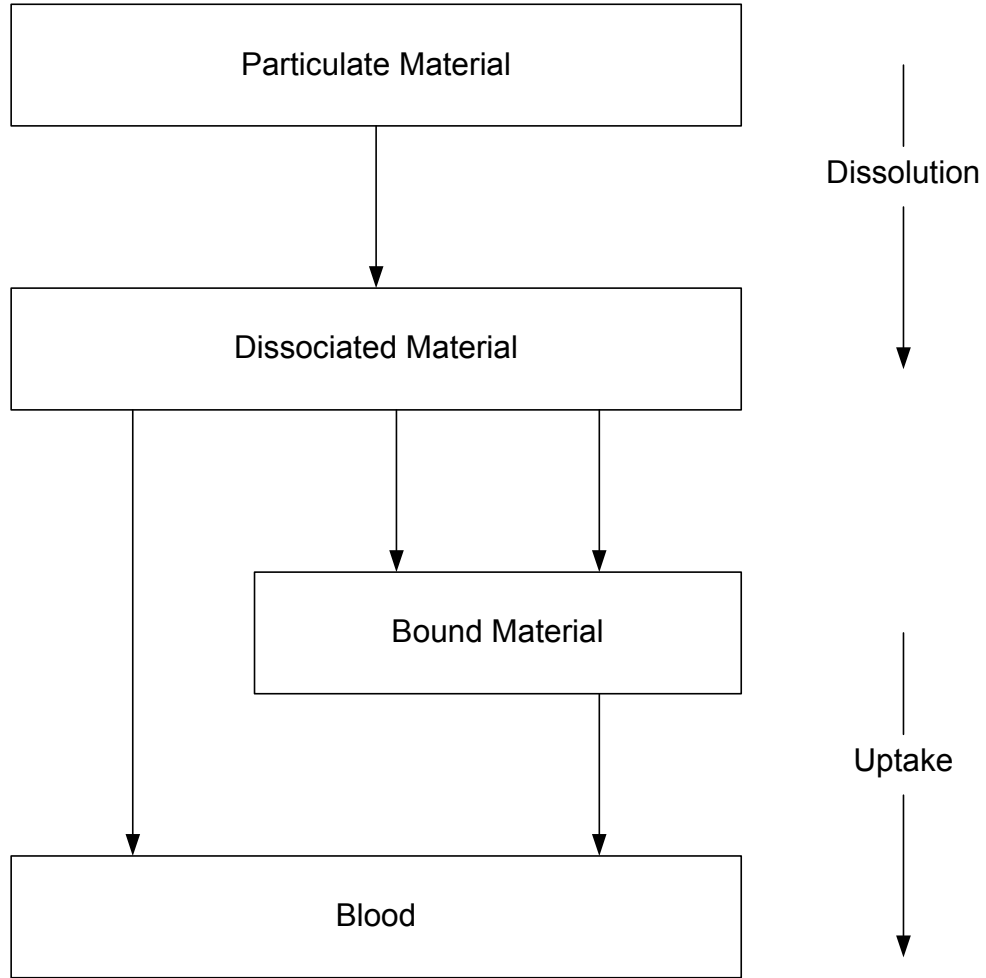 Particulate Material
Dissolution
Dissociated Material
Bound Material
Uptake
Blood